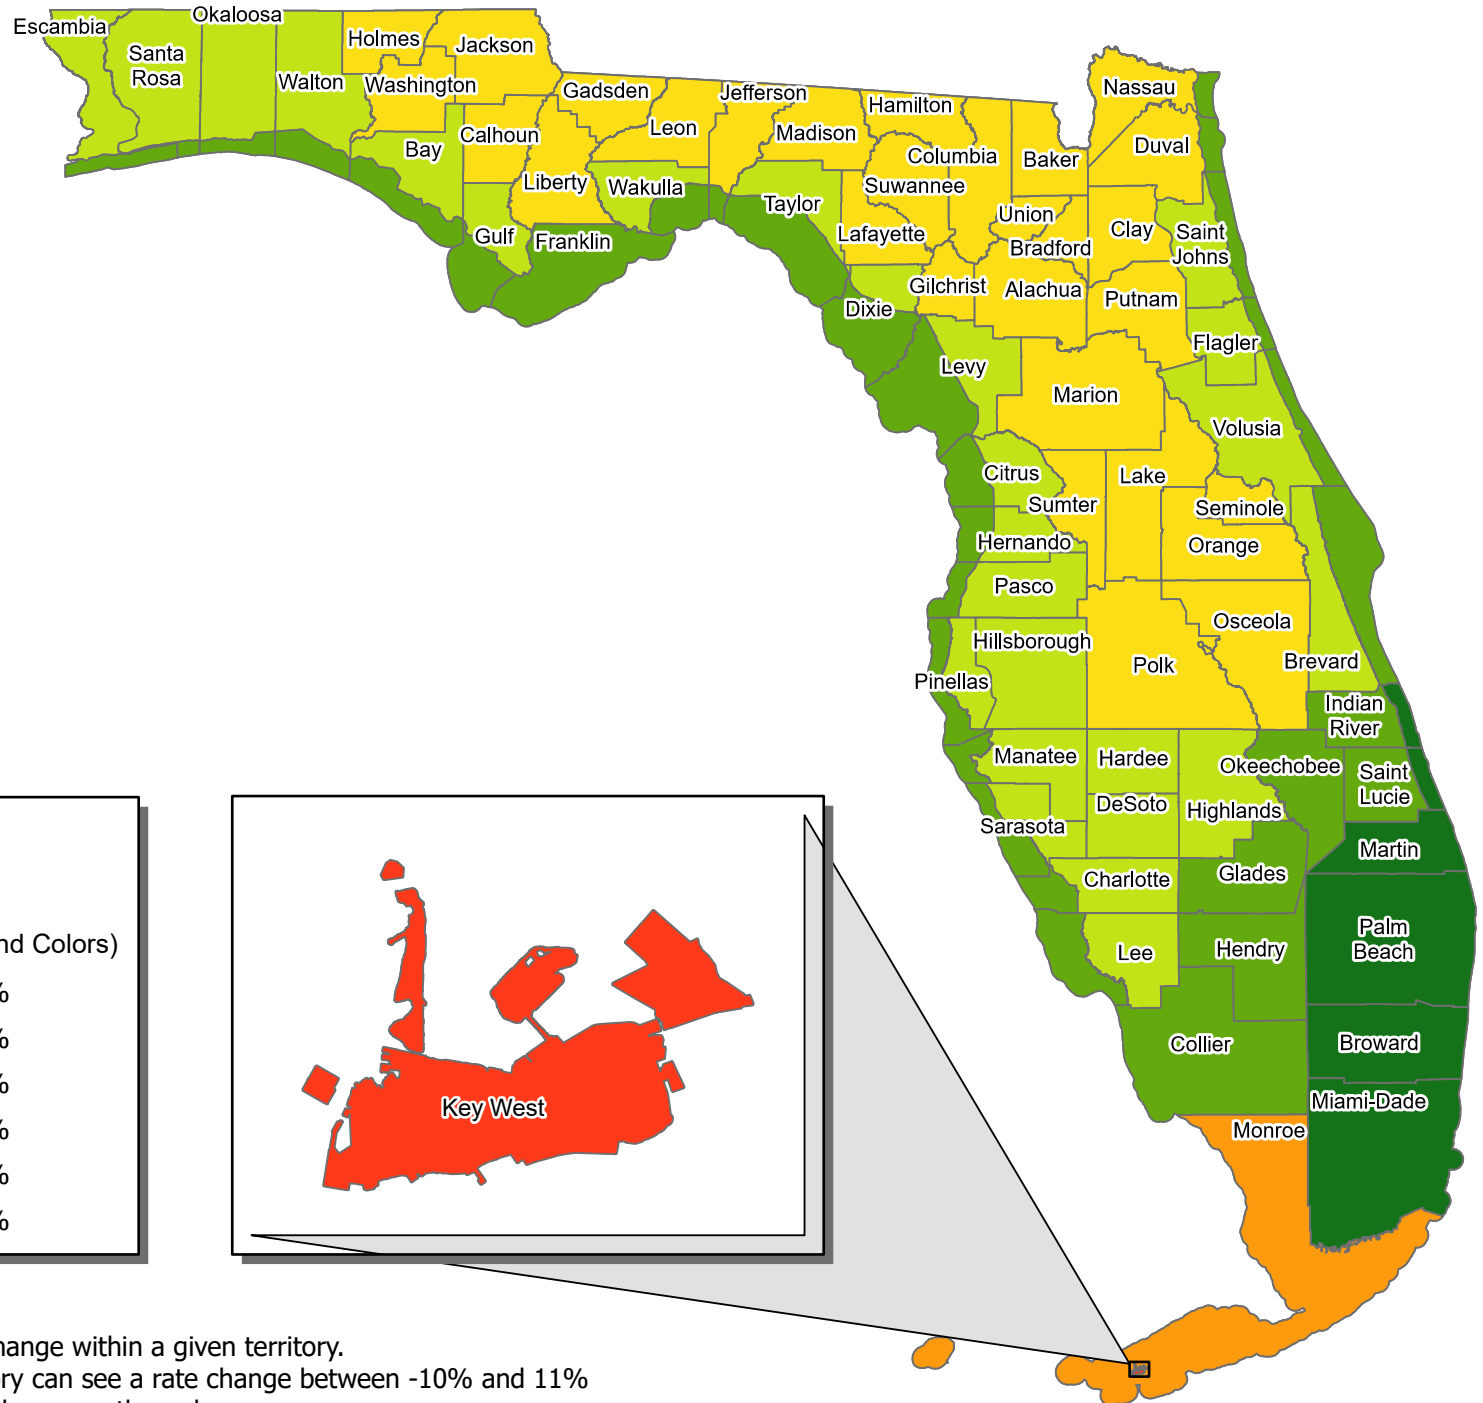 Escambia
Okaloosa
Santa
Rosa
Walton
Holmes
Jackson
Washington
Bay
Calhoun
Gulf
Liberty
Franklin
Gadsden
Leon
Wakulla
Jefferson
Madison
Taylor
Hamilton
Columbia
Suwannee
Lafayette
Dixie
Gilchrist
Nassau
Baker
Duval
Union
Bradford
Clay
Saint
Johns
Alachua
Putnam
Flagler
Levy
Marion
Volusia
Citrus
Sumter
Lake
Seminole
Hernando
Orange
Pasco
Osceola
Hillsborough
Polk
Brevard
Pinellas
Indian
River
Manatee
Hardee
Okeechobee
Saint
Lucie
DeSoto
Highlands
Sarasota
Martin
Charlotte
Glades
Palm
Beach
Lee
Hendry
Collier
Broward
Miami-Dade
Monroe
Colors)
%
%
%
%
%
%
Key West
within a given territory.
can see a rate change between -10% and 11%